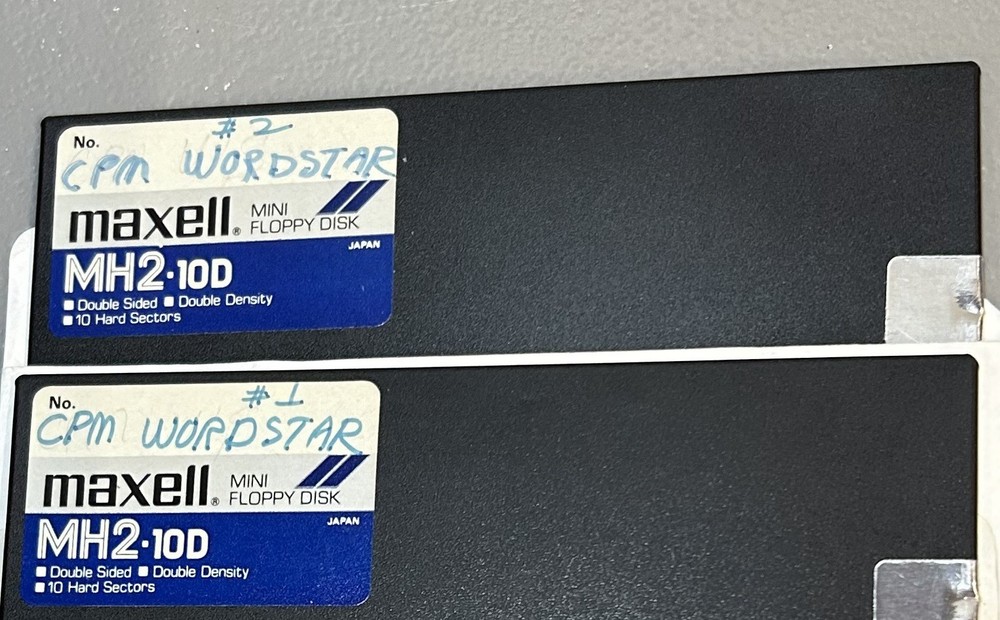 No. #2
CPM WORDSTAR
maxell® MINI
FLOPPY DISK
JAPAN
MH2·10D
Double Sided Double Density
10 Hard Sectors
No. #1
CPM WORDSTAR
maxell® MINI
FLOPPY DISK
JAPAN
MH2·10D
Double Sided Double Density
10 Hard Sectors